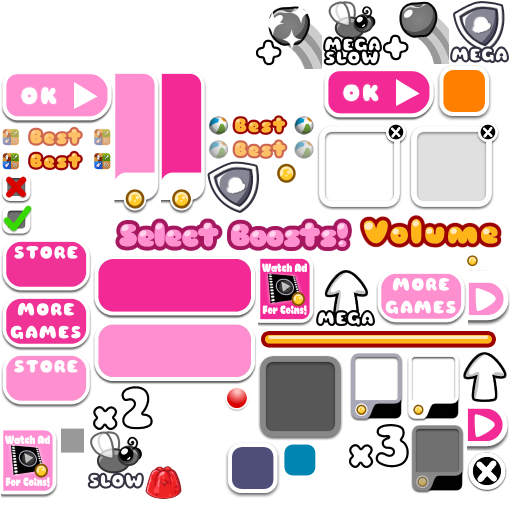 MEGA
SLOW
MEGA
OK
OK
Best
Best
Best
Best
Select Boosts!
Volume
STORE
Watch Ad
For Coins!
MEGA
MORE
GAMES
MORE
GAMES
STORE
x2
x3
Watch Ad
For Coins!
SLOW